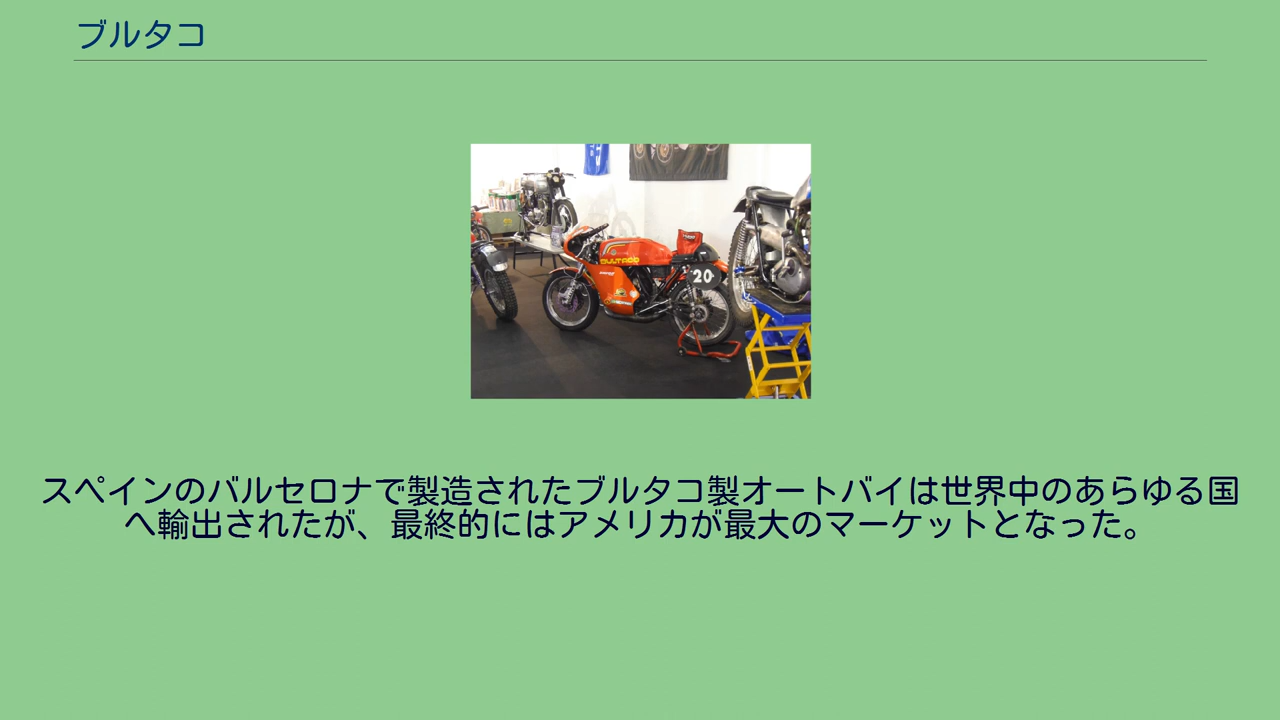 ブルタコ
BULTACO
20
スペインのバルセロナで製造されたブルタコ製オートバイは世界中のあらゆる国
へ輸出されたが、最終的にはアメリカが最大のマーケットとなった。